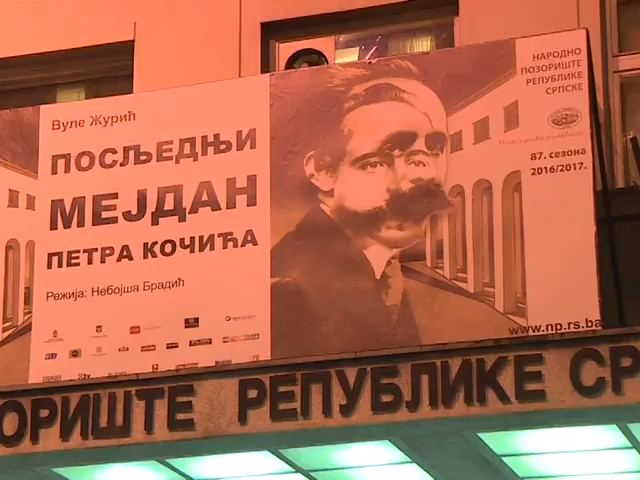 Вуле Журић
ПОСЉЕДЊИ
МЕЈДАН
ПЕТРА КОЧИЋА
Режија: Небојша Брадић
НАРОДНО
ПОЗОРИШТЕ
РЕПУБЛИКЕ
СРПСКЕ
87. сезона
2016/2017.
www.np.rs.ba
ОРИШТЕ РЕПУБЛИКЕ СР